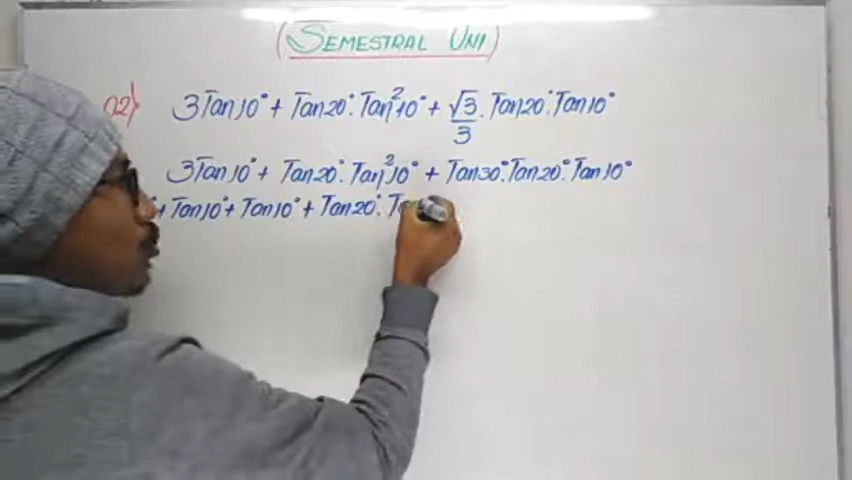 (SEMESTRAL UNI)
02) 3Tan10° + Tan20°.Tan²10° + √3/3.Tan20°.Tan10°
3Tan10° + Tan20°.Tan²10° + Tan30°.Tan20°.Tan10°
+ Tan10° + Tan10° + Tan20°.